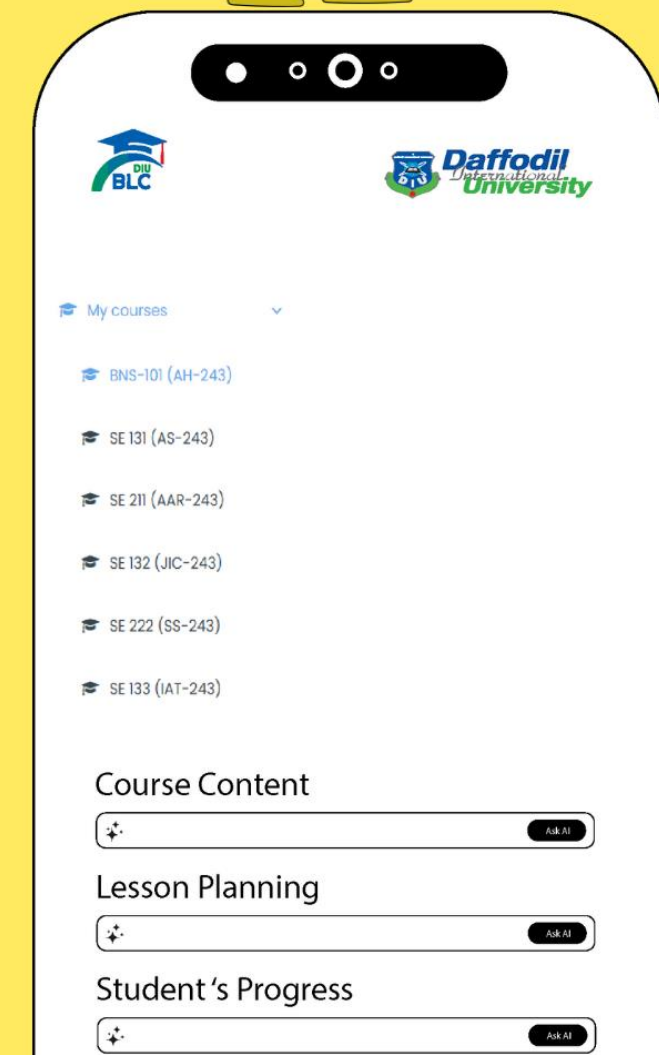 DIU
BLC
Daffodil
International
University
DIU
My courses
BNS-101 (AH-243)
SE 131 (AS-243)
SE 211 (AAR-243)
SE 132 (JIC-243)
SE 222 (SS-243)
SE 133 (IAT-243)
Course Content
Ask AI
Lesson Planning
Ask AI
Student's Progress
Ask AI